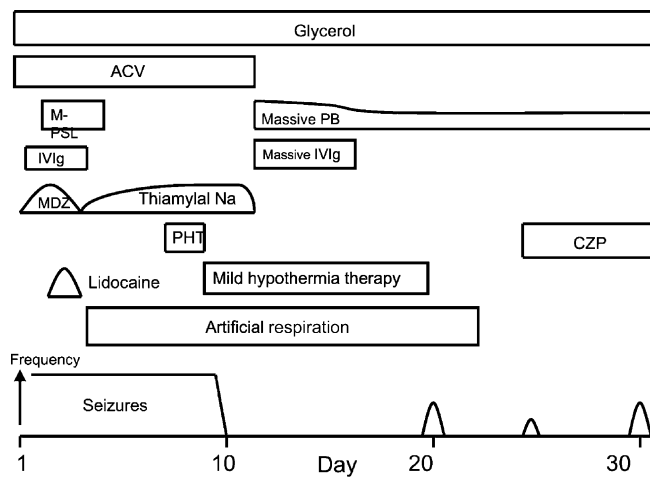 Glycerol
ACV
M-
PSL
Massive PB
IVIg
Massive IVIg
MDZ
Thiamylal Na
PHT
CZP
Lidocaine
Mild hypothermia therapy
Artificial respiration
Frequency
Seizures
1
10
Day
20
30